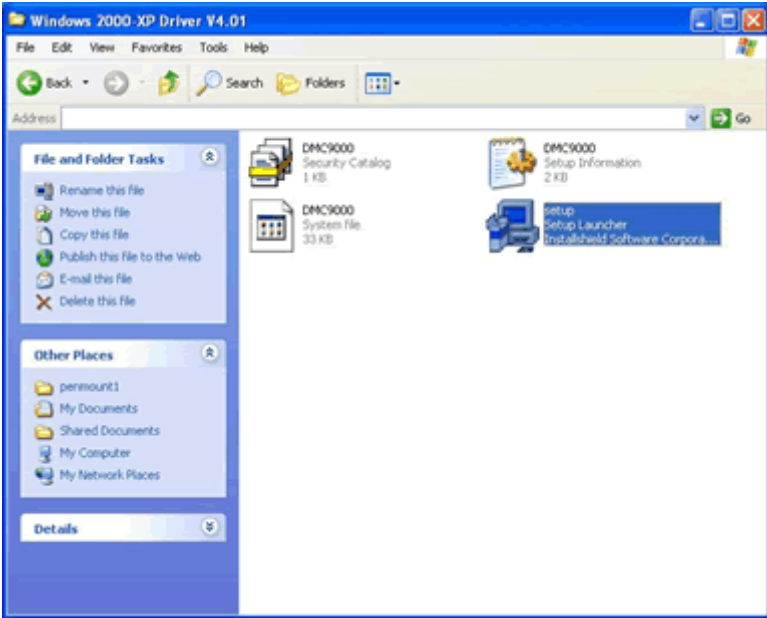 Windows 2000-XP Driver V4.01
File Edit View Favorites Tools Help
Back Search Folders
Address Go
File and Folder Tasks
Rename this file
Move this file
Copy this file
Publish this file to the Web
E-mail this file
Delete this file
Other Places
penmount1
My Documents
Shared Documents
My Computer
My Network Places
Details
DMC9000
Security Catalog
1 KB
DMC9000
Setup Information
2 KB
DMC9000
System file
33 KB
setup
Setup Launcher
InstallShield Software Corpora...